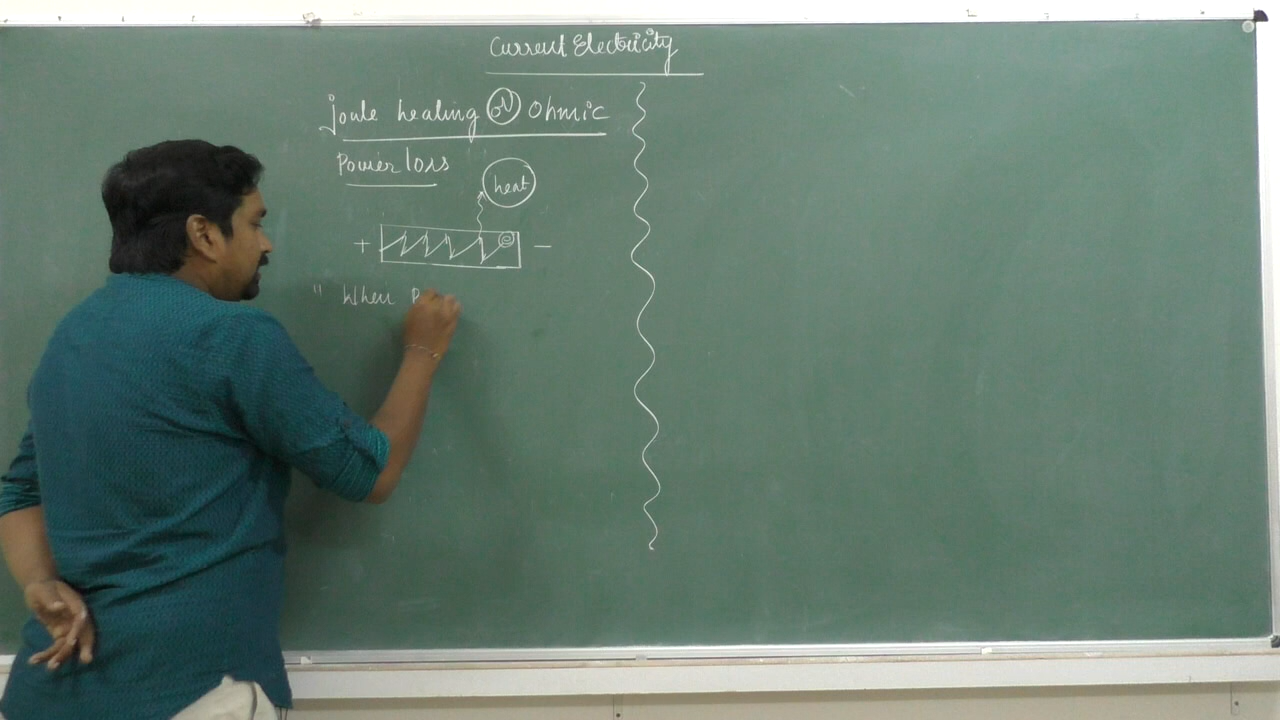 Current Electricity
Joule heating or Ohmic
Power loss
heat
+ e −
" When